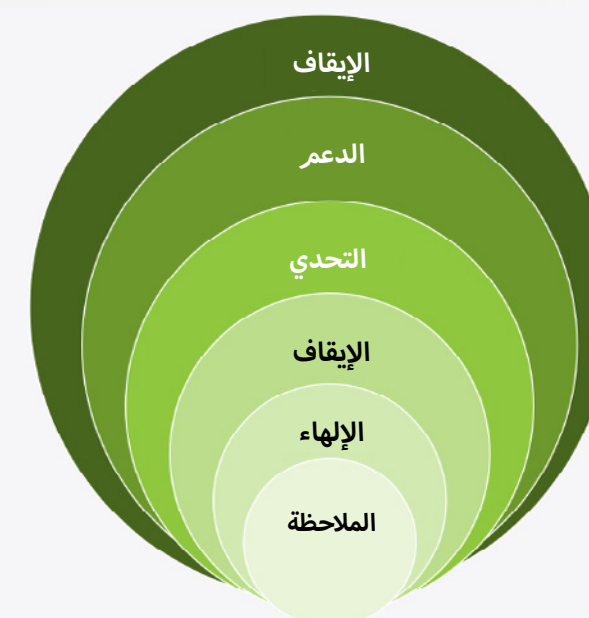 الإيقاف
الدعم
التحدي
الإيقاف
الإلهاء
الملاحظة